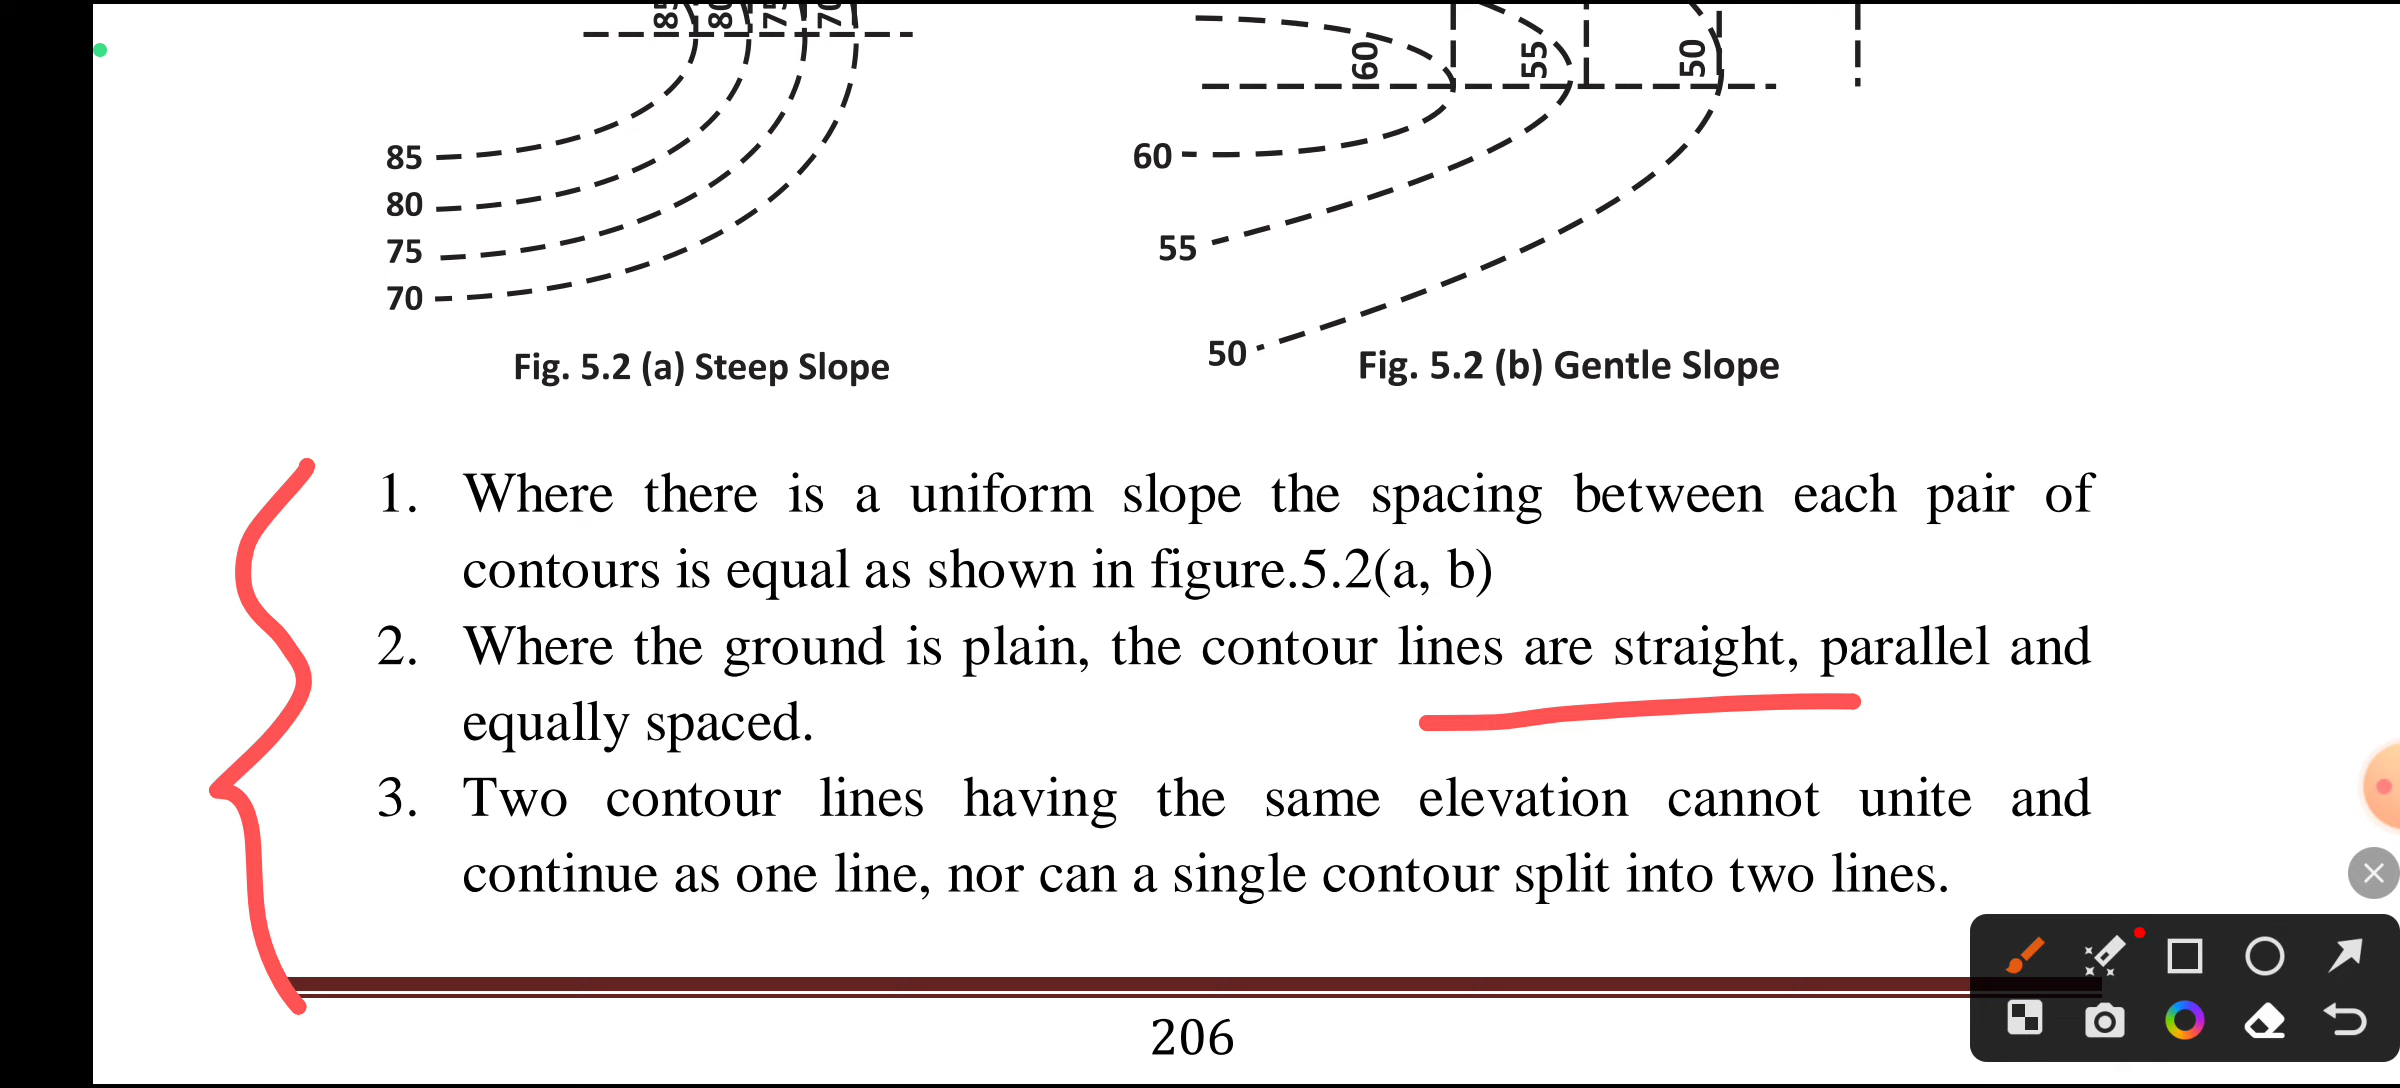 85 80 75 70
60 55 50
85
80
75
70
60
55
50
Fig. 5.2 (a) Steep Slope
Fig. 5.2 (b) Gentle Slope
1. Where there is a uniform slope the spacing between each pair of
contours is equal as shown in figure.5.2(a, b)
2. Where the ground is plain, the contour lines are straight, parallel and
equally spaced.
3. Two contour lines having the same elevation cannot unite and
continue as one line, nor can a single contour split into two lines.
206